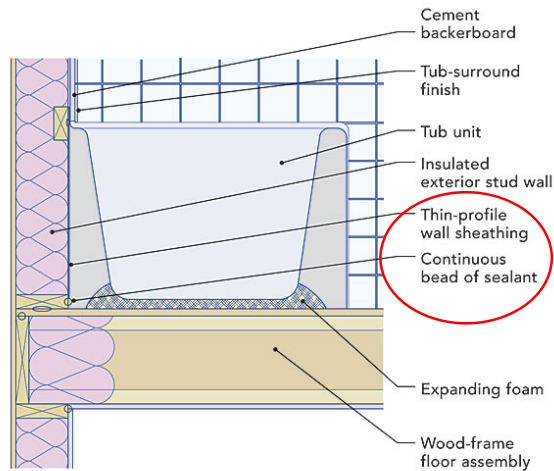 Cement
backerboard
Tub-surround
finish
Tub unit
Insulated
exterior stud wall
Thin-profile
wall sheathing
Continuous
bead of sealant
Expanding foam
Wood-frame
floor assembly